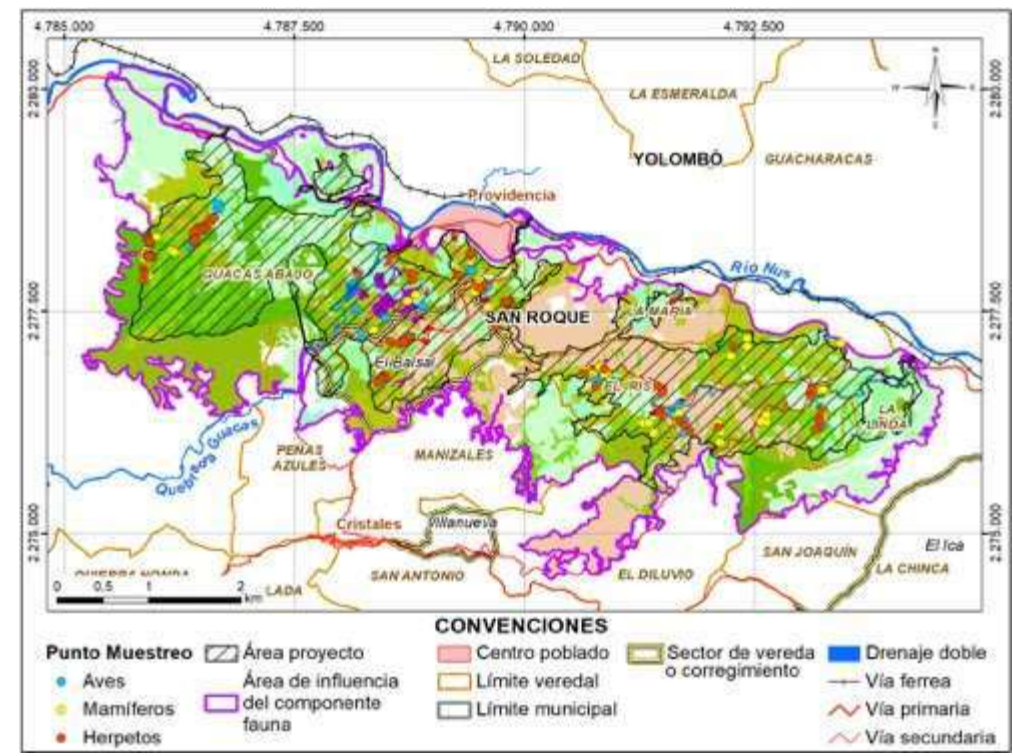 4.785.000 4.787.500 4.790.000 4.792.500
2.280.000
2.280.000
N
W
E
S
LA SOLEDAD
LA ESMERALDA
YOLOMBÓ
GUACHARACAS
Providencia
Río Nus
GUACAS ABAJO
2.277.500
2.277.500
SAN ROQUE
LA MARIA
El Balsal
EL IRIS
LA LINDA
Quebrada Guacas
PEÑAS AZULES
MANIZALES
Cristales
Villanueva
2.275.000
2.275.000
SAN JOAQUÍN
El Ica
LA CHINCA
QUIEBRA HONDA
LADA
SAN ANTONIO
EL DILUVIO
0 0,5 1 2
km
CONVENCIONES
Punto Muestreo
Aves
Mamíferos
Herpetos
Área proyecto
Área de influencia
del componente
fauna
Centro poblado
Límite veredal
Límite municipal
Sector de vereda
o corregimiento
Drenaje doble
Vía ferrea
Vía primaria
Vía secundaria